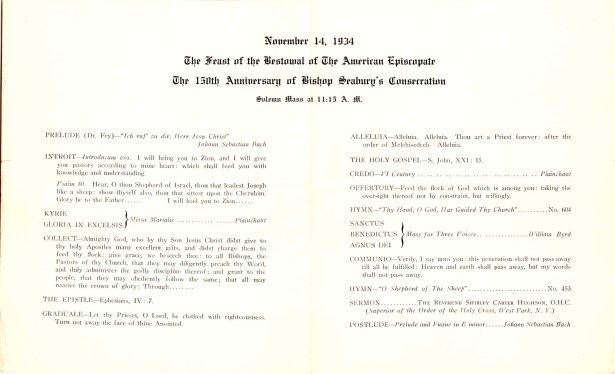 November 14, 1934
The Feast of the Bestowal of The American Episcopate
The 150th Anniversary of Bishop Seabury's Consecration
Solemn Mass at 11:15 A. M.
PRELUDE (Dr. Fry)—"Ich ruf' zu dir, Herr Jesu Christ"
Johann Sebastian Bach
INTROIT—Introducam vos. I will bring you to Zion, and I will give
you pastors according to mine heart: which shall feed you with
knowledge and understanding.
Psalm 80. Hear, O thou Shepherd of Israel, thou that leadest Joseph
like a sheep: show thyself also, thou that sittest upon the Cherubim.
Glory be to the Father...... I will lead you to Zion......
KYRIE
GLORIA IN EXCELSIS } Missa Marialis ..................Plainchant
COLLECT—Almighty God, who by thy Son Jesus Christ didst give to
thy holy Apostles many excellent gifts, and didst charge them to
feed thy flock: give grace, we beseech thee: to all Bishops, the
Pastors of thy Church, that they may diligently preach thy Word,
and duly administer the godly discipline thereof; and grant to the
people, that they may obediently follow the same; that all may
receive the crown of glory: Through........
THE EPISTLE—Ephesians, IV: 7.
GRADUALE—Let thy Priests, O Lord, be clothed with righteousness.
Turn not away the face of thine Anointed.
ALLELUIA—Alleluia. Alleluia. Thou art a Priest forever: after the
order of Melchisedech. Alleluia.
THE HOLY GOSPEL—S. John, XXI: 15.
CREDO—VI Century ....................................Plainchant
OFFERTORY—Feed the flock of God which is among you: taking the
oversight thereof not by constraint, but willingly.
HYMN—"Thy Hand, O God, Has Guided Thy Church".........No. 604
SANCTUS
BENEDICTUS } Mass for Three Voices................William Byrd
AGNUS DEI
COMMUNIO—Verily, I say unto you: this generation shall not pass away
till all be fulfilled: Heaven and earth shall pass away, but my words
shall not pass away.
HYMN—"O Shepherd Of The Sheep"........................No. 453
SERMON............THE REVEREND SHIRLEY CARTER HUGHSON, O.H.C.
(Superior of the Order of the Holy Cross, West Park, N. Y.)
POSTLUDE—Prelude and Fugue in E minor......Johann Sebastian Bach